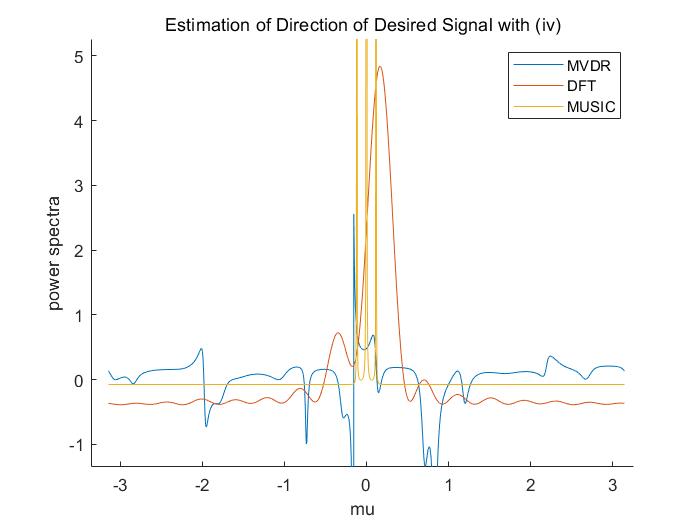 Estimation of Direction of Desired Signal with (iv)
MVDR
DFT
MUSIC
power spectra
5
4
3
2
1
0
-1
-3 -2 -1 0 1 2 3
mu